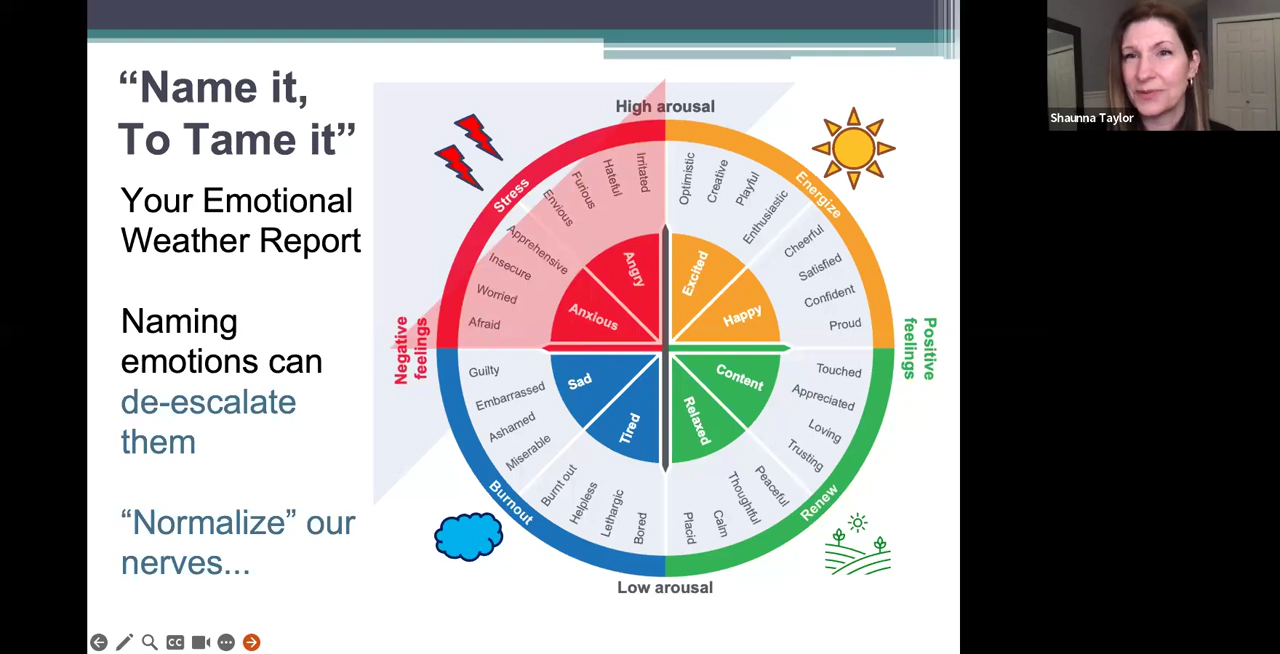 “Name it,
To Tame it”
Your Emotional
Weather Report
Naming
emotions can
de-escalate
them
“Normalize” our
nerves...
High arousal
Stress
Envious
Furious
Hateful
Irritated
Apprehensive
Insecure
Worried
Afraid
Angry
Anxious
Energize
Optimistic
Creative
Playful
Enthusiastic
Cheerful
Satisfied
Confident
Proud
Excited
Happy
Negative
feelings
Positive
feelings
Burnout
Guilty
Embarrassed
Ashamed
Miserable
Burnt out
Helpless
Lethargic
Bored
Sad
Tired
Renew
Touched
Appreciated
Loving
Trusting
Peaceful
Thoughtful
Calm
Placid
Content
Relaxed
Low arousal
CC
Shaunna Taylor